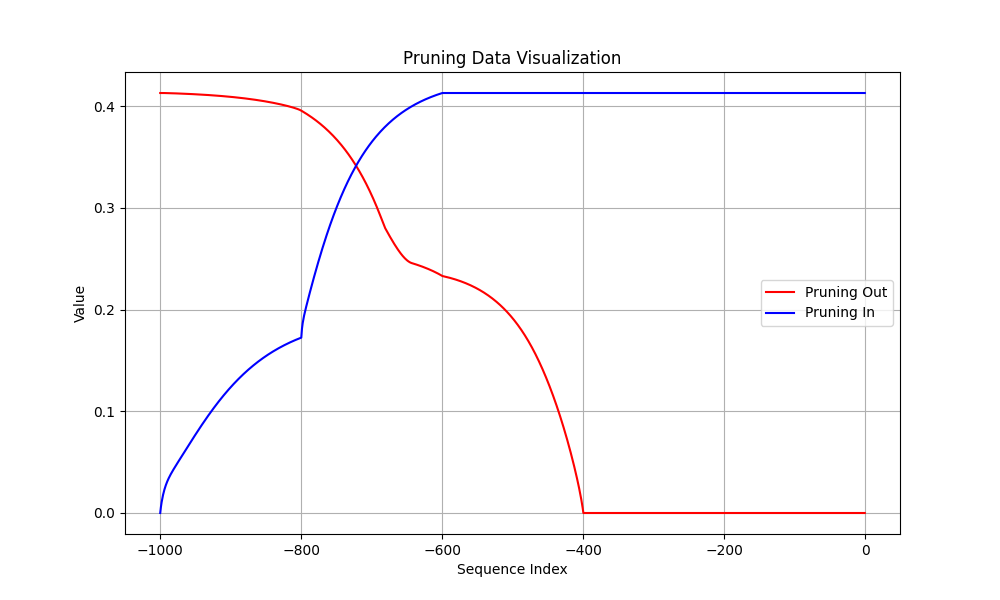 Pruning Data Visualization
Value
0.4
0.3
0.2
0.1
0.0
Pruning Out
Pruning In
−1000 −800 −600 −400 −200 0
Sequence Index